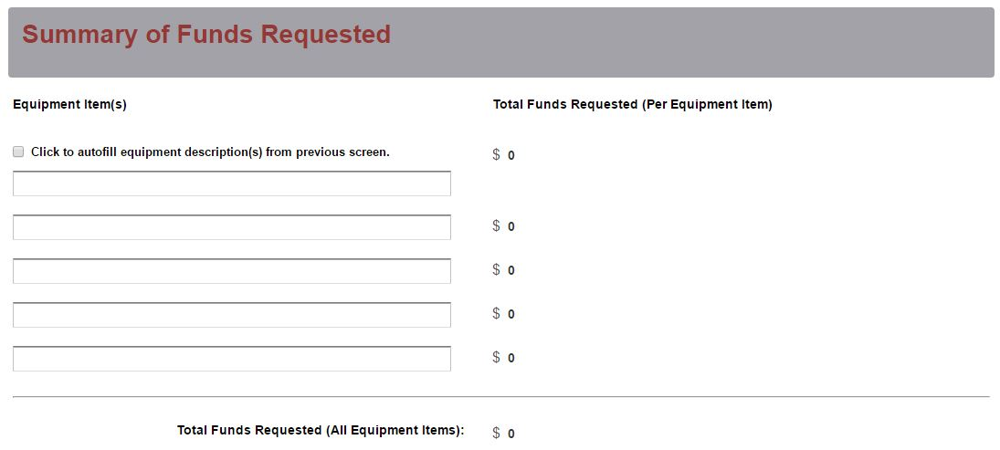 Summary of Funds Requested
Equipment Item(s) Total Funds Requested (Per Equipment Item)
Click to autofill equipment description(s) from previous screen. $ 0
$ 0
$ 0
$ 0
$ 0
Total Funds Requested (All Equipment Items): $ 0